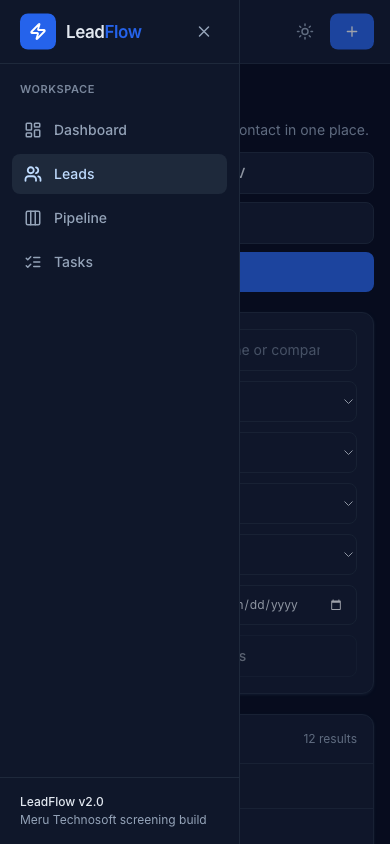 LeadFlow
WORKSPACE
Dashboard
Leads
Pipeline
Tasks
LeadFlow v2.0
Meru Technosoft screening build
+
contact in one place.
e or compar
/dd/yyyy
12 results